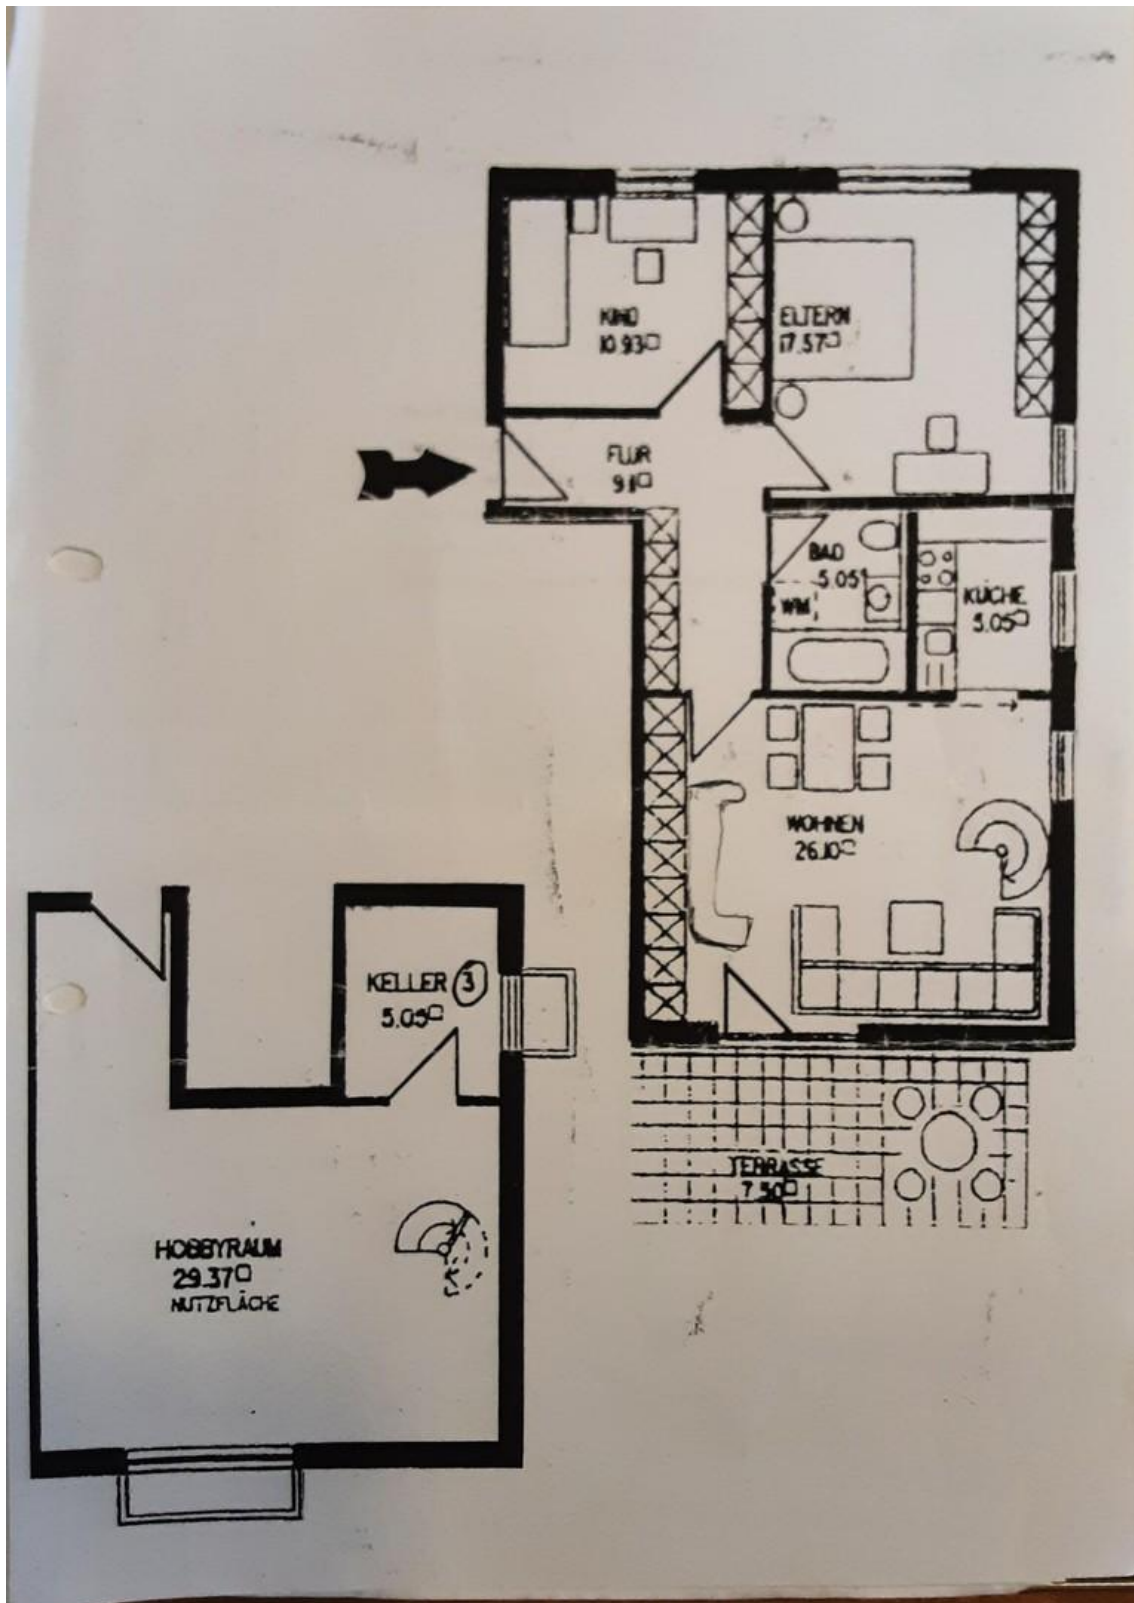 KIND
10.93□
ELTERN
17.57□
FLUR
9.11□
BAD
5.05
WM
KÜCHE
5.05□
WOHNEN
26.10□
KELLER 3
5.05□
TERRASSE
7.50□
HOBBYRAUM
29.37□
NUTZFLÄCHE